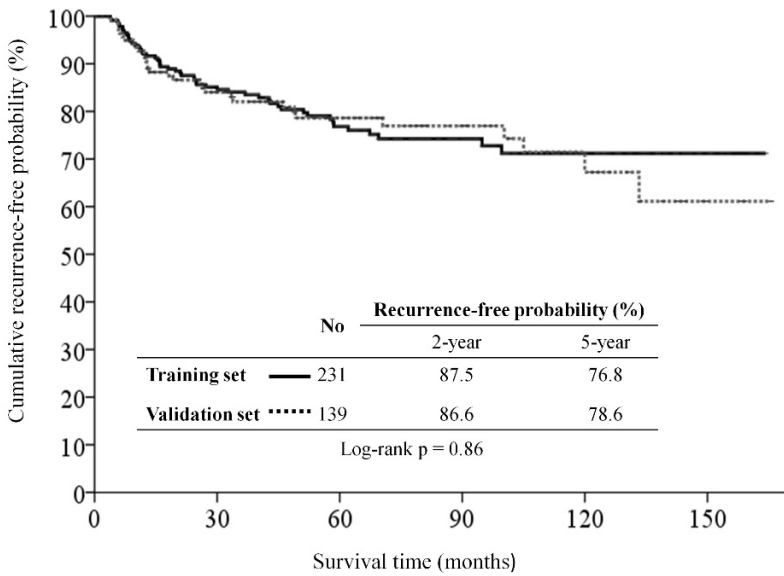 Cumulative recurrence-free probability (%)
100
90
80
70
60
50
40
30
20
10
0
No
Recurrence-free probability (%)
2-year 5-year
Training set 231 87.5 76.8
Validation set 139 86.6 78.6
Log-rank p = 0.86
0 30 60 90 120 150
Survival time (months)